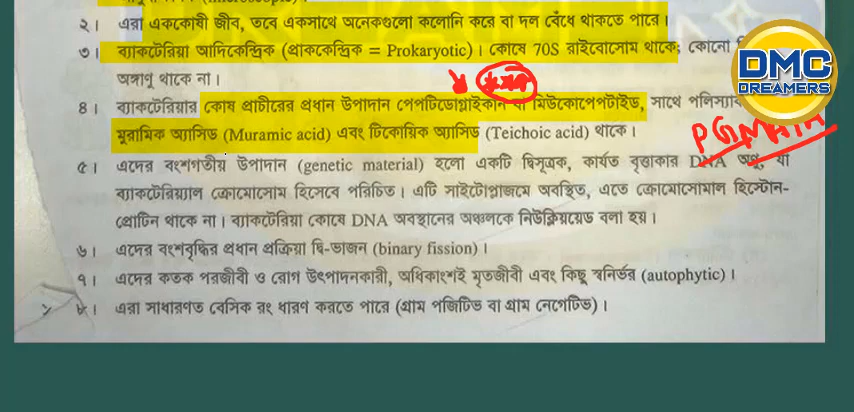 ২। এরা এককোষী জীব, তবে একসাথে অনেকগুলো কলোনি করে বা দল বেঁধে থাকতে পারে।
৩। ব্যাকটেরিয়া আদিকেন্দ্রিক (প্রাককেন্দ্রিক = Prokaryotic)। কোষে 70S রাইবোসোম থাকে; কোনো
অঙ্গাণু থাকে না।
৪। ব্যাকটেরিয়ার কোষ প্রাচীরের প্রধান উপাদান পেপটিডোগ্লাইকান বা মিউকোপেপটাইড, সাথে
মুরামিক অ্যাসিড (Muramic acid) এবং টিকোয়িক অ্যাসিড (Teichoic acid) থাকে।
৫। এদের বংশগতীয় উপাদান (genetic material) হলো একটি দ্বিসূত্রক, কার্যত বৃত্তাকার DNA অণু, যা
ব্যাকটেরিয়্যাল ক্রোমোসোম হিসেবে পরিচিত। এটি সাইটোপ্লাজমে অবস্থিত, এতে ক্রোমোসোমাল হিস্টোন-
প্রোটিন থাকে না। ব্যাকটেরিয়া কোষে DNA অবস্থানের অঞ্চলকে নিউক্লিয়য়েড বলা হয়।
৬। এদের বংশবৃদ্ধির প্রধান প্রক্রিয়া দ্বি-ভাজন (binary fission)।
৭। এদের কতক পরজীবী ও রোগ উৎপাদনকারী, অধিকাংশই মৃতজীবী এবং কিছু স্বনির্ভর (autophytic)।
৮। এরা সাধারণত বেসিক রং ধারণ করতে পারে (গ্রাম পজিটিভ বা গ্রাম নেগেটিভ)।
DMC
DREAMERS